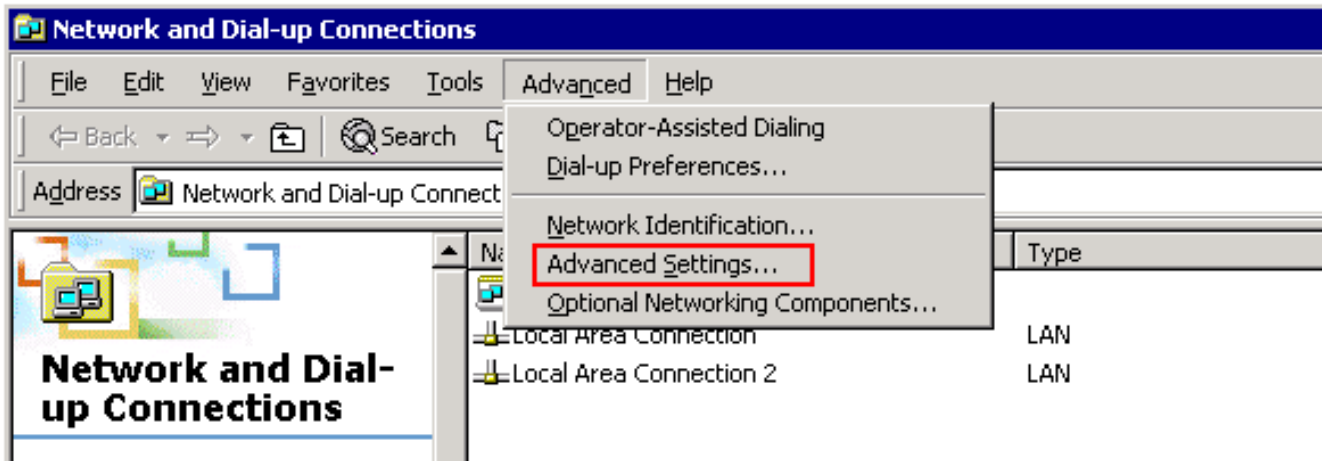 Network and Dial-up Connections
File Edit View Favorites Tools Advanced Help
Back Search
Operator-Assisted Dialing
Dial-up Preferences...
Address Network and Dial-up Connect
Network Identification...
Advanced Settings...
Optional Networking Components...
Type
Local Area Connection LAN
Local Area Connection 2 LAN
Network and Dial-
up Connections